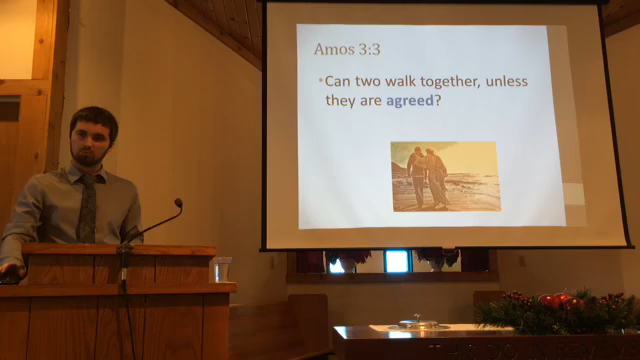 Amos 3:3
•Can two walk together, unless
they are agreed?